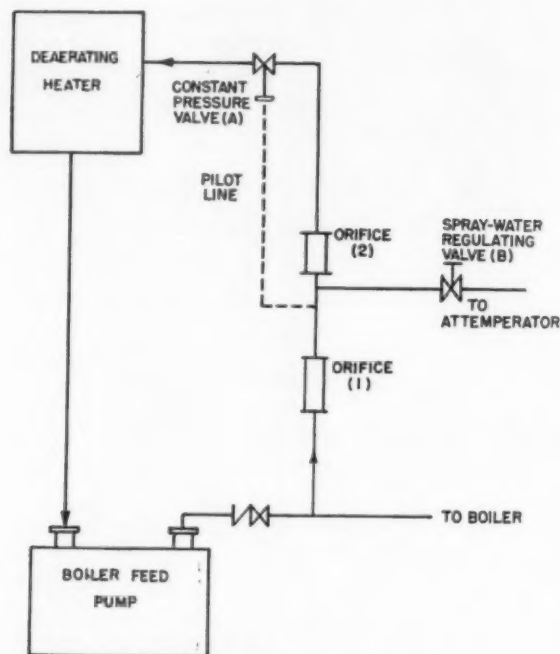 DEAERATING
HEATER
CONSTANT
PRESSURE
VALVE (A)
PILOT
LINE
ORIFICE
(2)
SPRAY-WATER
REGULATING
VALVE (B)
TO
ATTEMPERATOR
ORIFICE
(1)
TO BOILER
BOILER FEED
PUMP